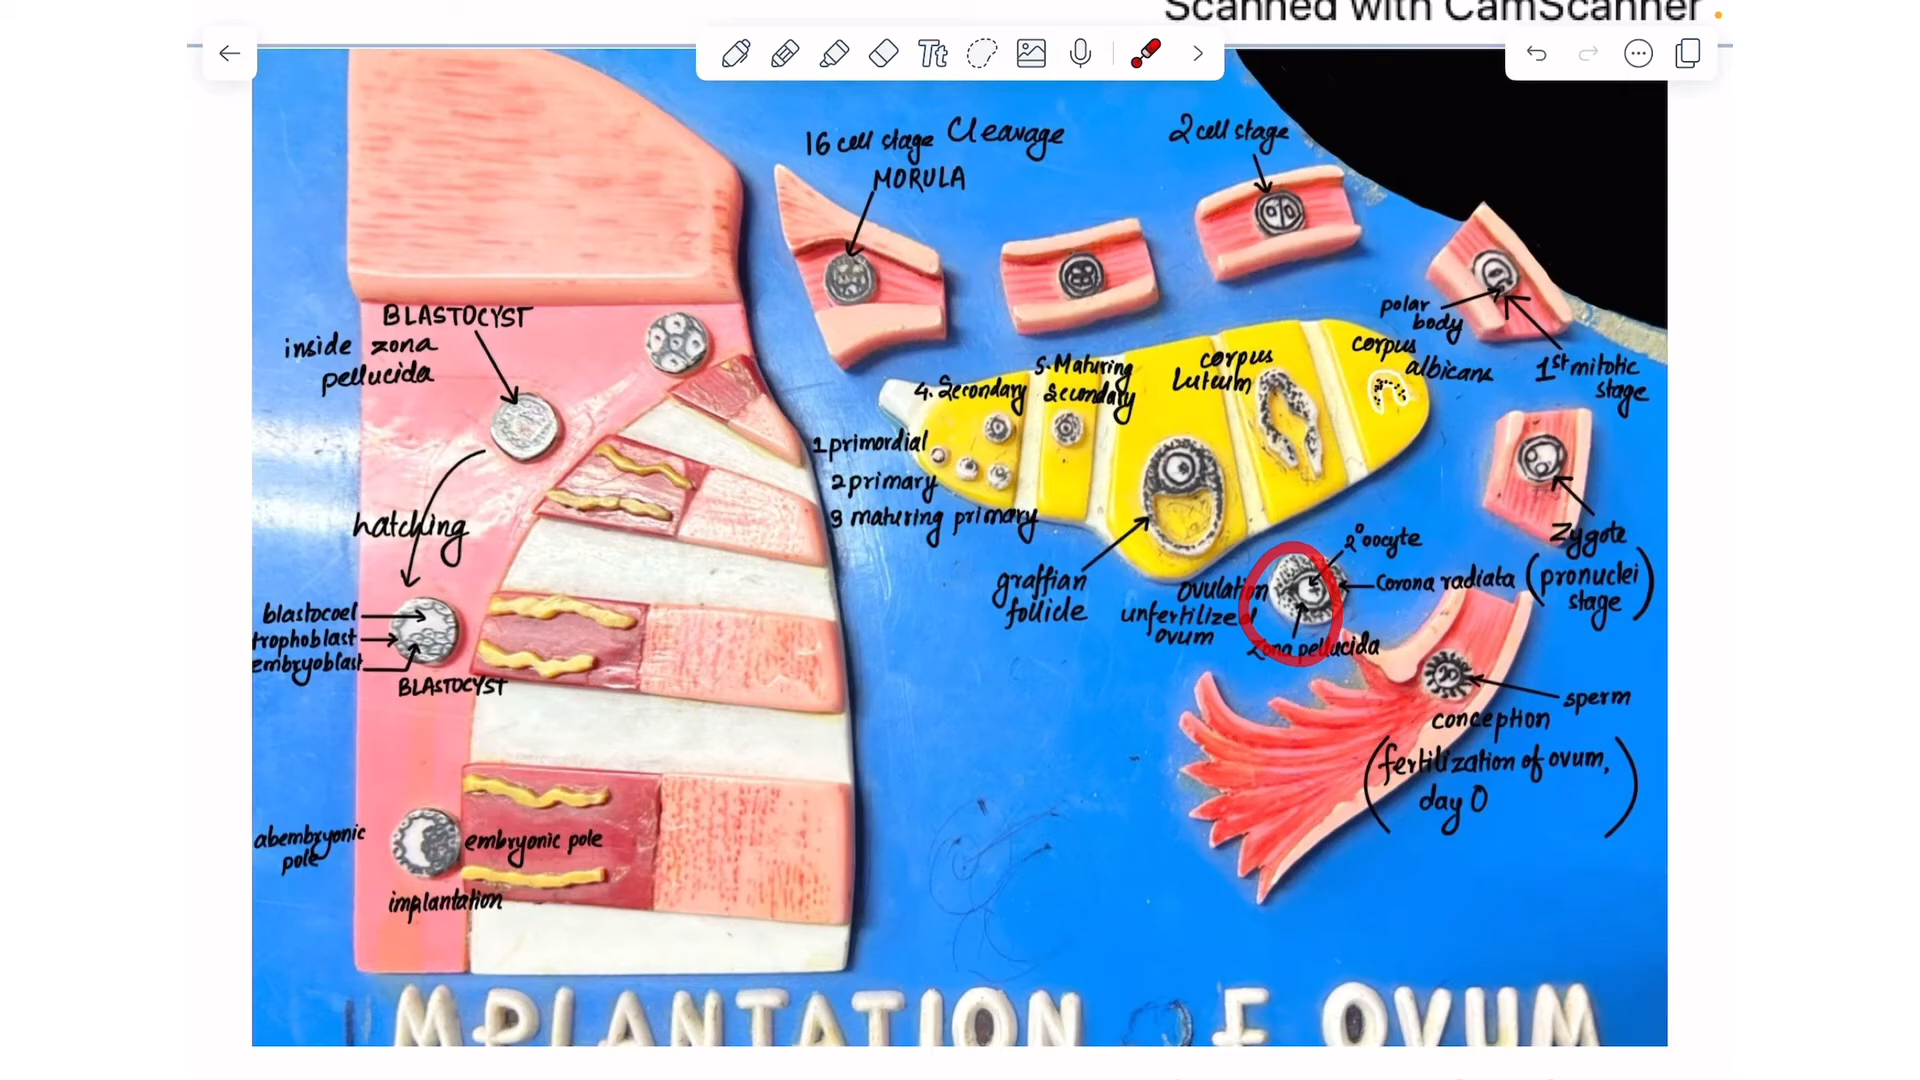 Scanned with CamScanner
Tt
16 cell stage Cleavage
MORULA
2 cell stage
BLASTOCYST
inside zona
pellucida
polar
body
1st mitotic
stage
corpus
albicans
corpus
luteum
5. Maturing
secondary
4. Secondary
1 primordial
2 primary
3 maturing primary
hatching
graffian
follicle
Zygote
(pronuclei
stage)
2° oocyte
Corona radiata
Ovulation
unfertilized
ovum
Zona pellucida
blastocoel
trophoblast
embryoblast
BLASTOCYST
sperm
conception
(fertilization of ovum,
day 0)
abembryonic
pole
embryonic pole
implantation
IMPLANTATION OF OVUM